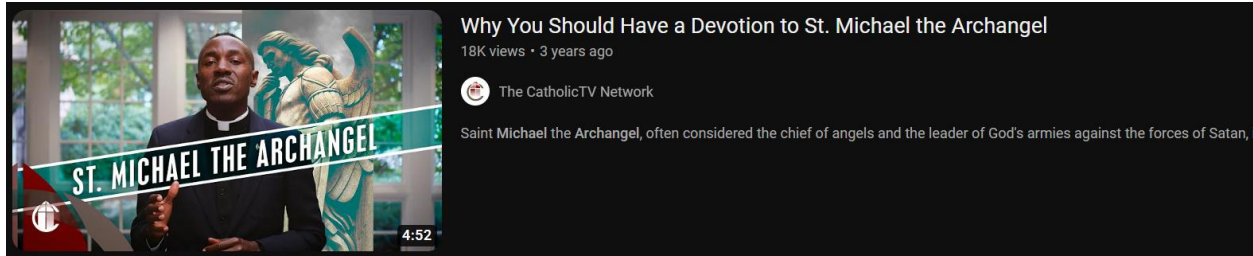 ST. MICHAEL THE ARCHANGEL
4:52
Why You Should Have a Devotion to St. Michael the Archangel
18K views • 3 years ago
The CatholicTV Network
Saint Michael the Archangel, often considered the chief of angels and the leader of God's armies against the forces of Satan,